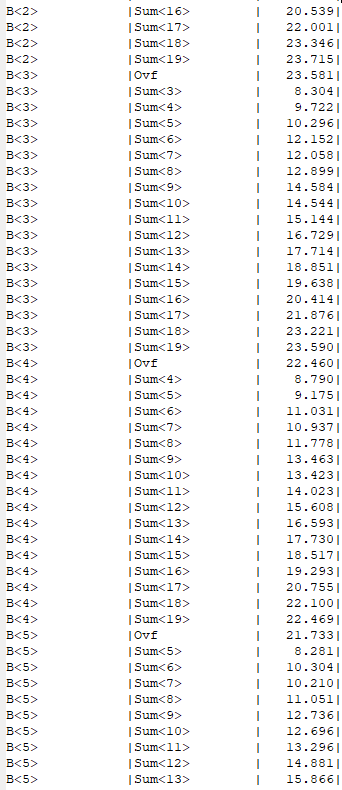 B<2> |Sum<16> | 20.539|
B<2> |Sum<17> | 22.001|
B<2> |Sum<18> | 23.346|
B<2> |Sum<19> | 23.715|
B<3> |Ovf | 23.581|
B<3> |Sum<3> | 8.304|
B<3> |Sum<4> | 9.722|
B<3> |Sum<5> | 10.296|
B<3> |Sum<6> | 12.152|
B<3> |Sum<7> | 12.058|
B<3> |Sum<8> | 12.899|
B<3> |Sum<9> | 14.584|
B<3> |Sum<10> | 14.544|
B<3> |Sum<11> | 15.144|
B<3> |Sum<12> | 16.729|
B<3> |Sum<13> | 17.714|
B<3> |Sum<14> | 18.851|
B<3> |Sum<15> | 19.638|
B<3> |Sum<16> | 20.414|
B<3> |Sum<17> | 21.876|
B<3> |Sum<18> | 23.221|
B<3> |Sum<19> | 23.590|
B<4> |Ovf | 22.460|
B<4> |Sum<4> | 8.790|
B<4> |Sum<5> | 9.175|
B<4> |Sum<6> | 11.031|
B<4> |Sum<7> | 10.937|
B<4> |Sum<8> | 11.778|
B<4> |Sum<9> | 13.463|
B<4> |Sum<10> | 13.423|
B<4> |Sum<11> | 14.023|
B<4> |Sum<12> | 15.608|
B<4> |Sum<13> | 16.593|
B<4> |Sum<14> | 17.730|
B<4> |Sum<15> | 18.517|
B<4> |Sum<16> | 19.293|
B<4> |Sum<17> | 20.755|
B<4> |Sum<18> | 22.100|
B<4> |Sum<19> | 22.469|
B<5> |Ovf | 21.733|
B<5> |Sum<5> | 8.281|
B<5> |Sum<6> | 10.304|
B<5> |Sum<7> | 10.210|
B<5> |Sum<8> | 11.051|
B<5> |Sum<9> | 12.736|
B<5> |Sum<10> | 12.696|
B<5> |Sum<11> | 13.296|
B<5> |Sum<12> | 14.881|
B<5> |Sum<13> | 15.866|